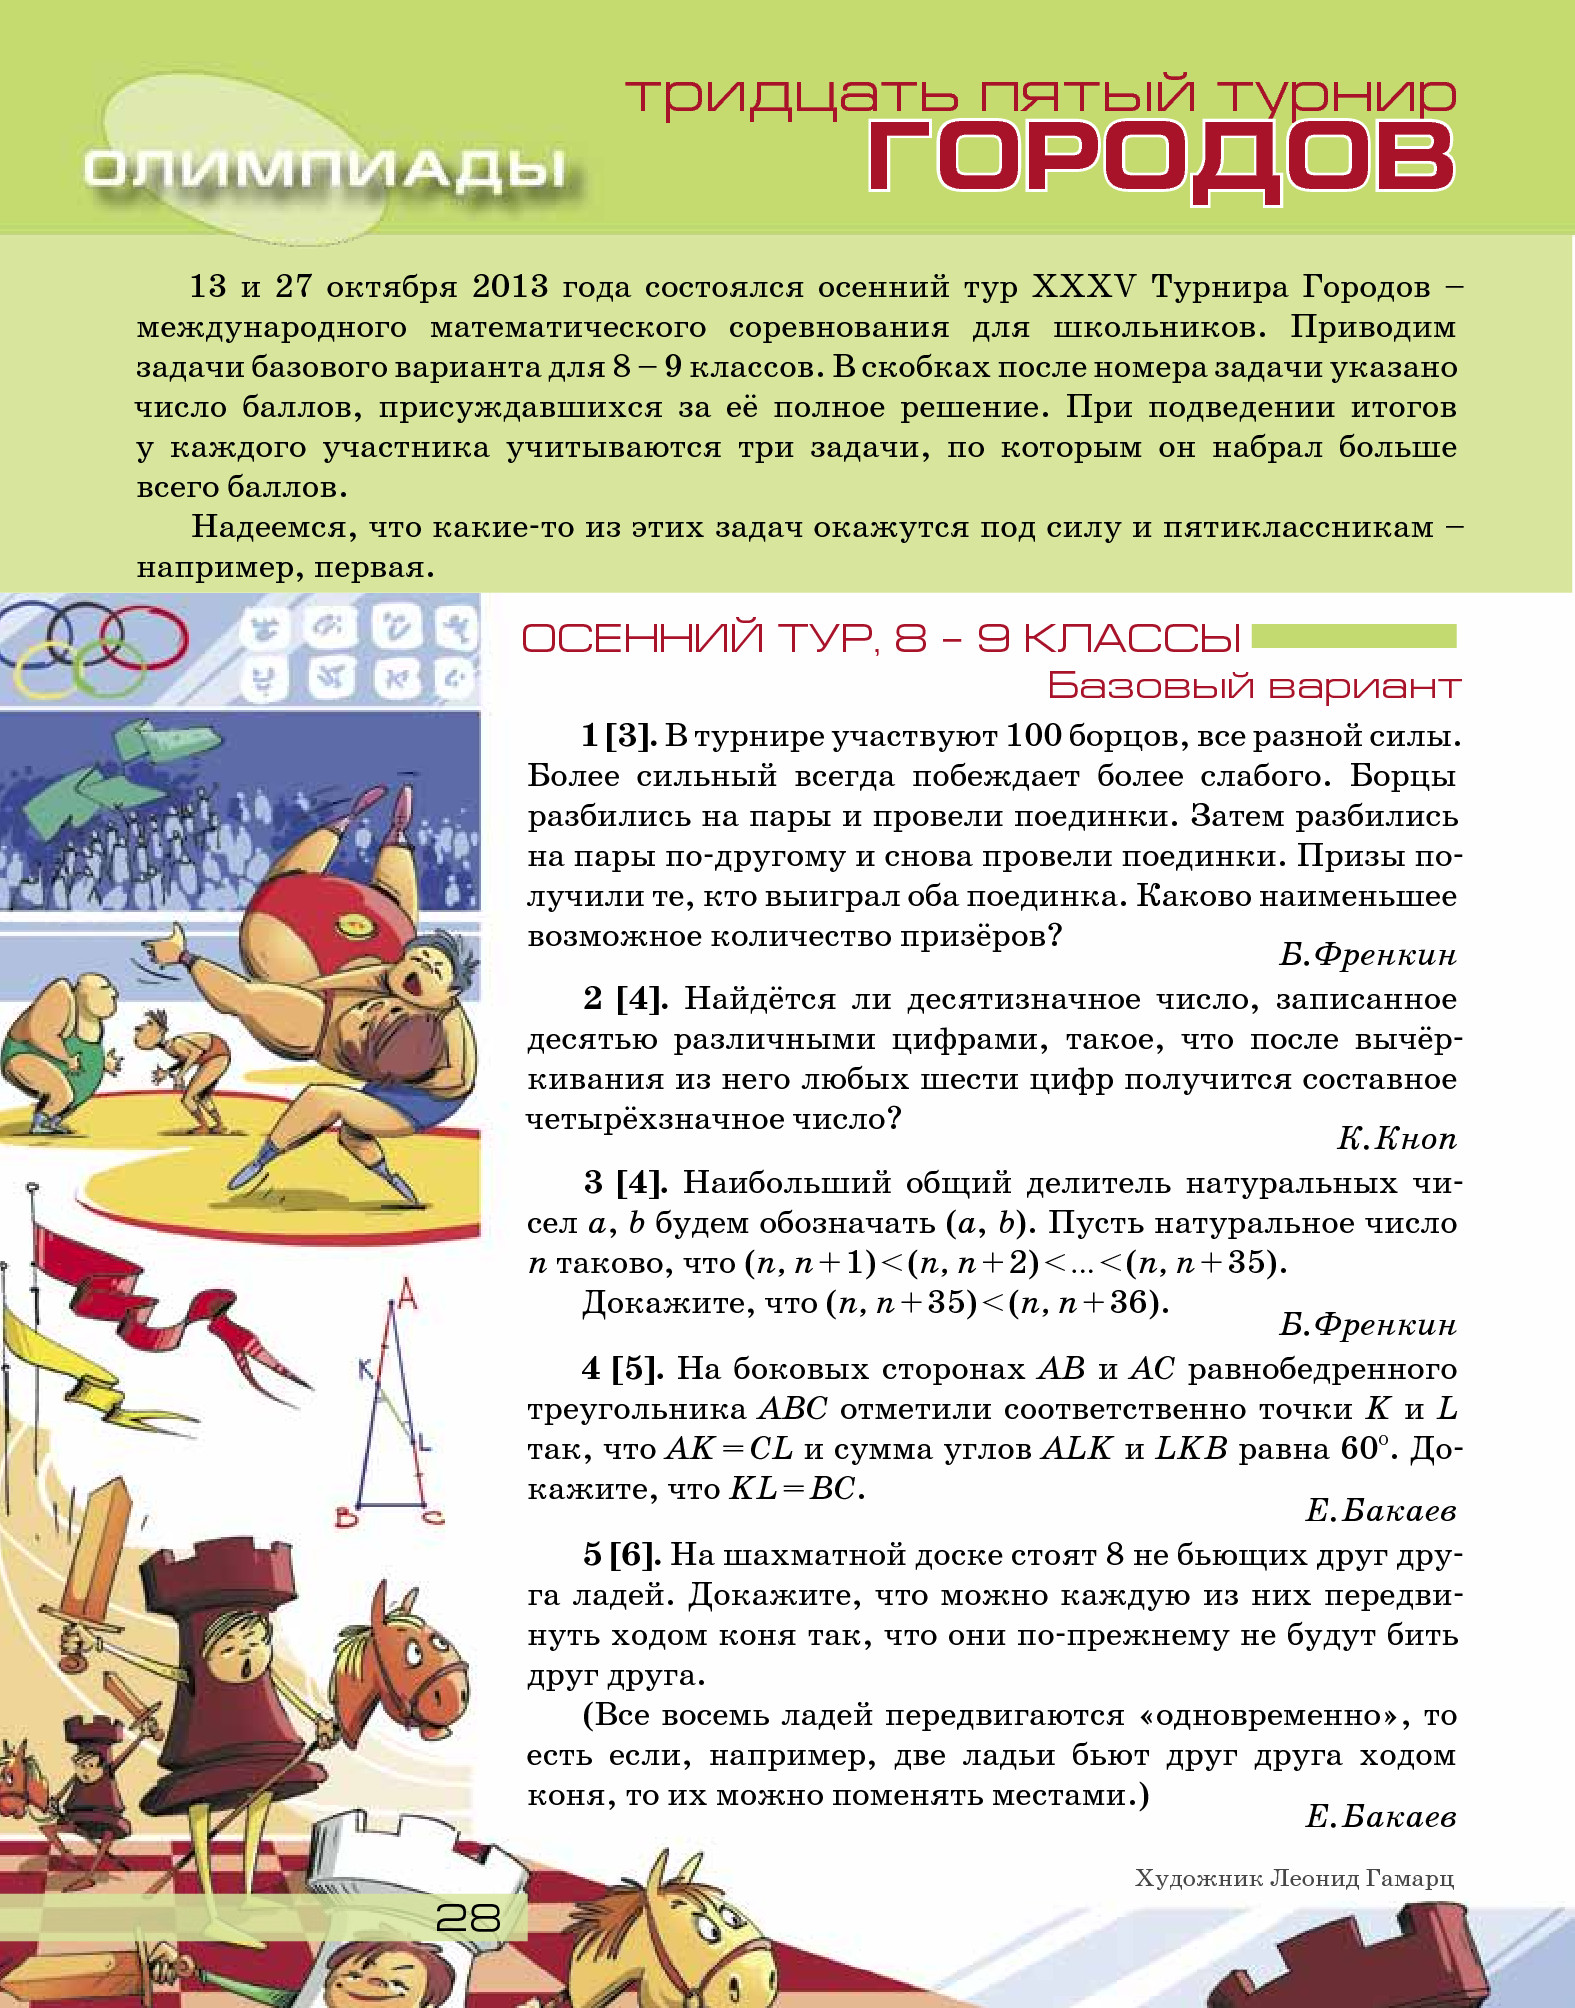 тридцать пятый турнир
ГОРОДОВ
ОЛИМПИАДЫ
13 и 27 октября 2013 года состоялся осенний тур XXXV Турнира Городов –
международного математического соревнования для школьников. Приводим
задачи базового варианта для 8 – 9 классов. В скобках после номера задачи указано
число баллов, присуждавшихся за её полное решение. При подведении итогов
у каждого участника учитываются три задачи, по которым он набрал больше
всего баллов.
Надеемся, что какие-то из этих задач окажутся под силу и пятиклассникам –
например, первая.
ОСЕННИЙ ТУР, 8 – 9 КЛАССЫ
Базовый вариант
1 [3]. В турнире участвуют 100 борцов, все разной силы.
Более сильный всегда побеждает более слабого. Борцы
разбились на пары и провели поединки. Затем разбились
на пары по-другому и снова провели поединки. Призы по-
лучили те, кто выиграл оба поединка. Каково наименьшее
возможное количество призёров?
Б.Френкин
2 [4]. Найдётся ли десятизначное число, записанное
десятью различными цифрами, такое, что после вычёр-
кивания из него любых шести цифр получится составное
четырёхзначное число?
К.Кноп
3 [4]. Наибольший общий делитель натуральных чи-
сел a, b будем обозначать (a, b). Пусть натуральное число
n таково, что (n, n+1)<(n, n+2)<...<(n, n+35).
Докажите, что (n, n+35)<(n, n+36).
Б.Френкин
4 [5]. На боковых сторонах AB и AC равнобедренного
треугольника ABC отметили соответственно точки K и L
так, что AK=CL и сумма углов ALK и LKB равна 60°. До-
кажите, что KL=BC.
Е.Бакаев
5 [6]. На шахматной доске стоят 8 не бьющих друг дру-
га ладей. Докажите, что можно каждую из них передви-
нуть ходом коня так, что они по-прежнему не будут бить
друг друга.
(Все восемь ладей передвигаются «одновременно», то
есть если, например, две ладьи бьют друг друга ходом
коня, то их можно поменять местами.)
Е.Бакаев
Художник Леонид Гамарц
A
K
L
B
C
28